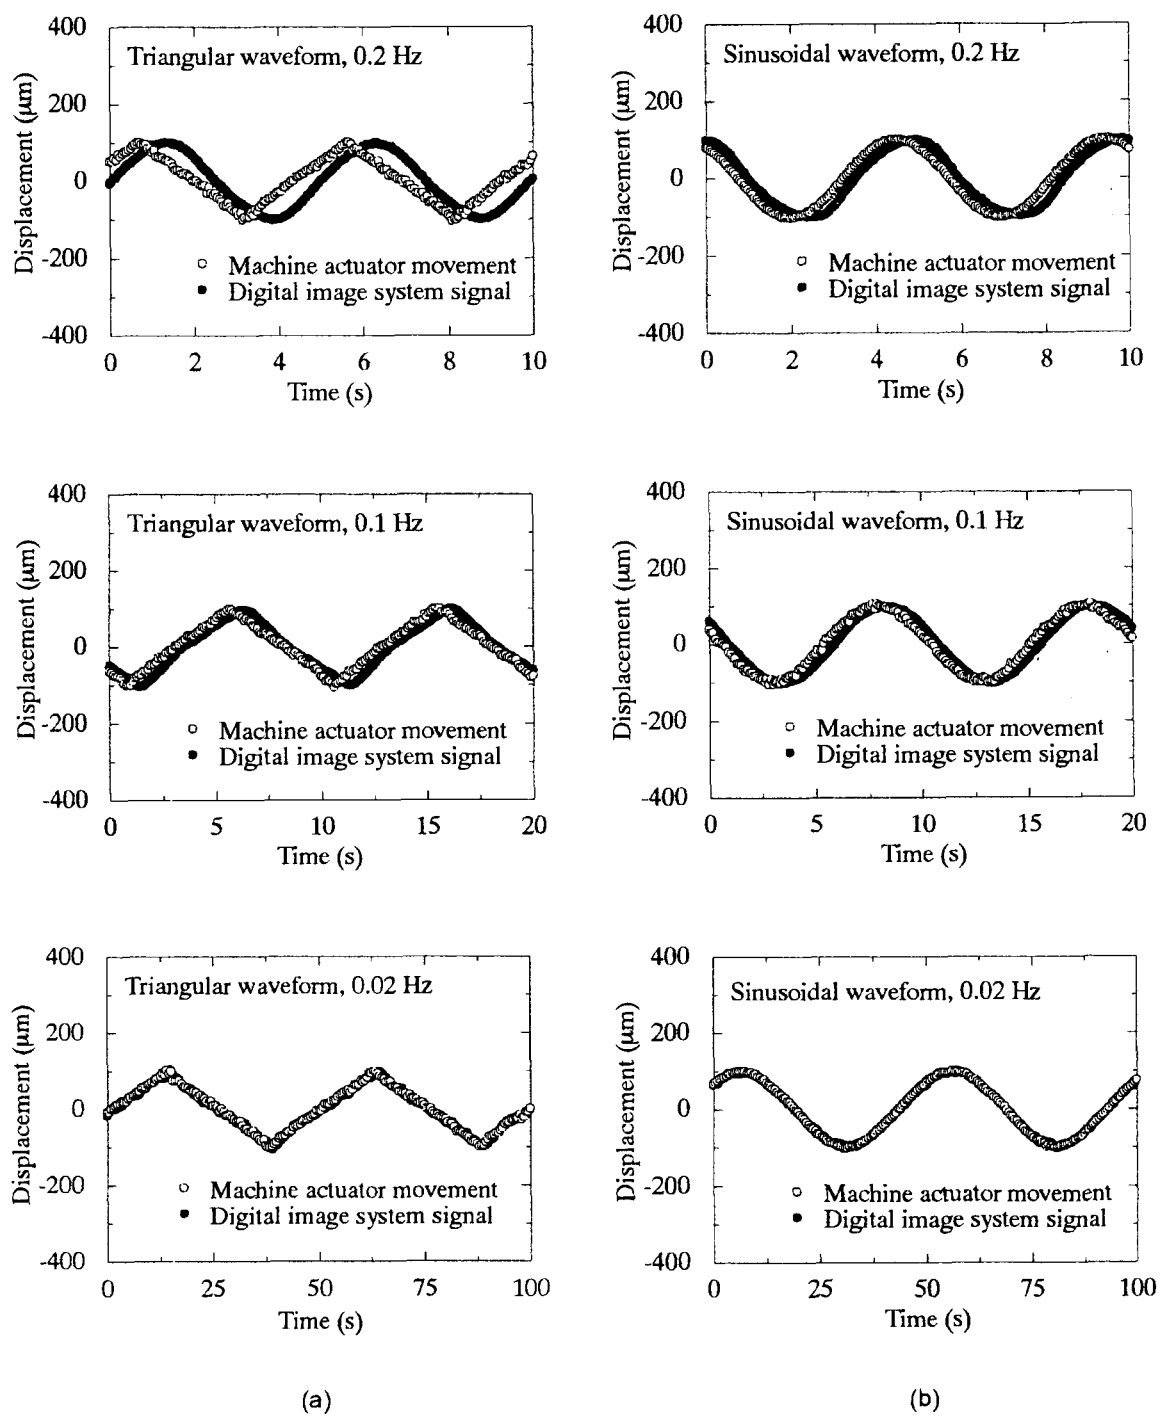 400
200
0
-200
-400
Displacement (μm)
Triangular waveform, 0.2 Hz
Machine actuator movement
Digital image system signal
0 2 4 6 8 10
Time (s)
400
200
0
-200
-400
Displacement (μm)
Sinusoidal waveform, 0.2 Hz
Machine actuator movement
Digital image system signal
0 2 4 6 8 10
Time (s)
400
200
0
-200
-400
Displacement (μm)
Triangular waveform, 0.1 Hz
Machine actuator movement
Digital image system signal
0 5 10 15 20
Time (s)
400
200
0
-200
-400
Displacement (μm)
Sinusoidal waveform, 0.1 Hz
Machine actuator movement
Digital image system signal
0 5 10 15 20
Time (s)
400
200
0
-200
-400
Displacement (μm)
Triangular waveform, 0.02 Hz
Machine actuator movement
Digital image system signal
0 25 50 75 100
Time (s)
400
200
0
-200
-400
Displacement (μm)
Sinusoidal waveform, 0.02 Hz
Machine actuator movement
Digital image system signal
0 25 50 75 100
Time (s)
(a)
(b)